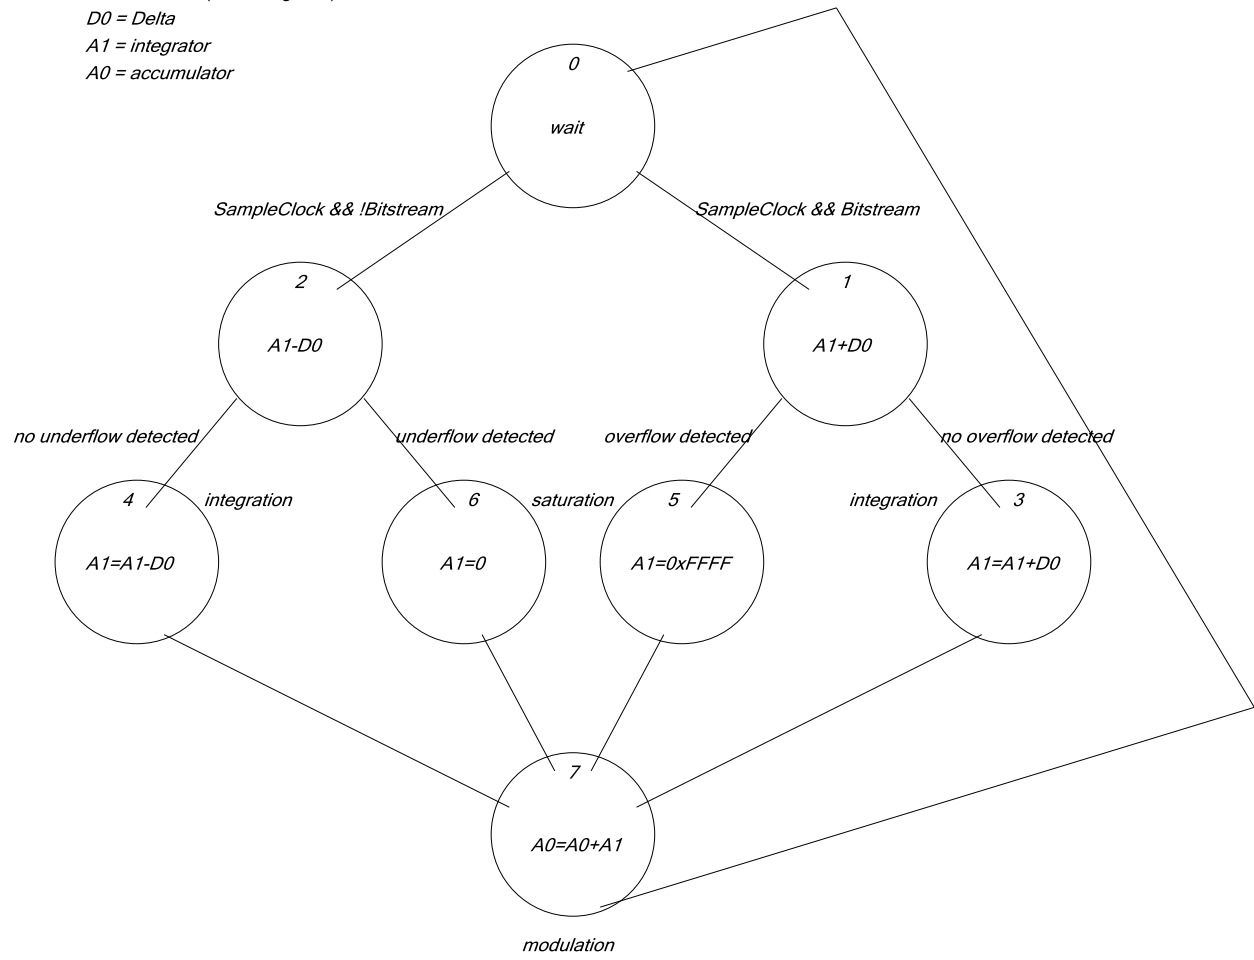 D0 = Delta
A1 = integrator
A0 = accumulator
0
wait
SampleClock && !Bitstream
SampleClock && Bitstream
2
A1-D0
1
A1+D0
no underflow detected
underflow detected
overflow detected
no overflow detected
4
integration
A1=A1-D0
6
saturation
A1=0
5
A1=0xFFFF
integration
3
A1=A1+D0
7
A0=A0+A1
modulation